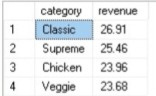 category revenue
1 Classic 26.91
2 Supreme 25.46
3 Chicken 23.96
4 Veggie 23.68